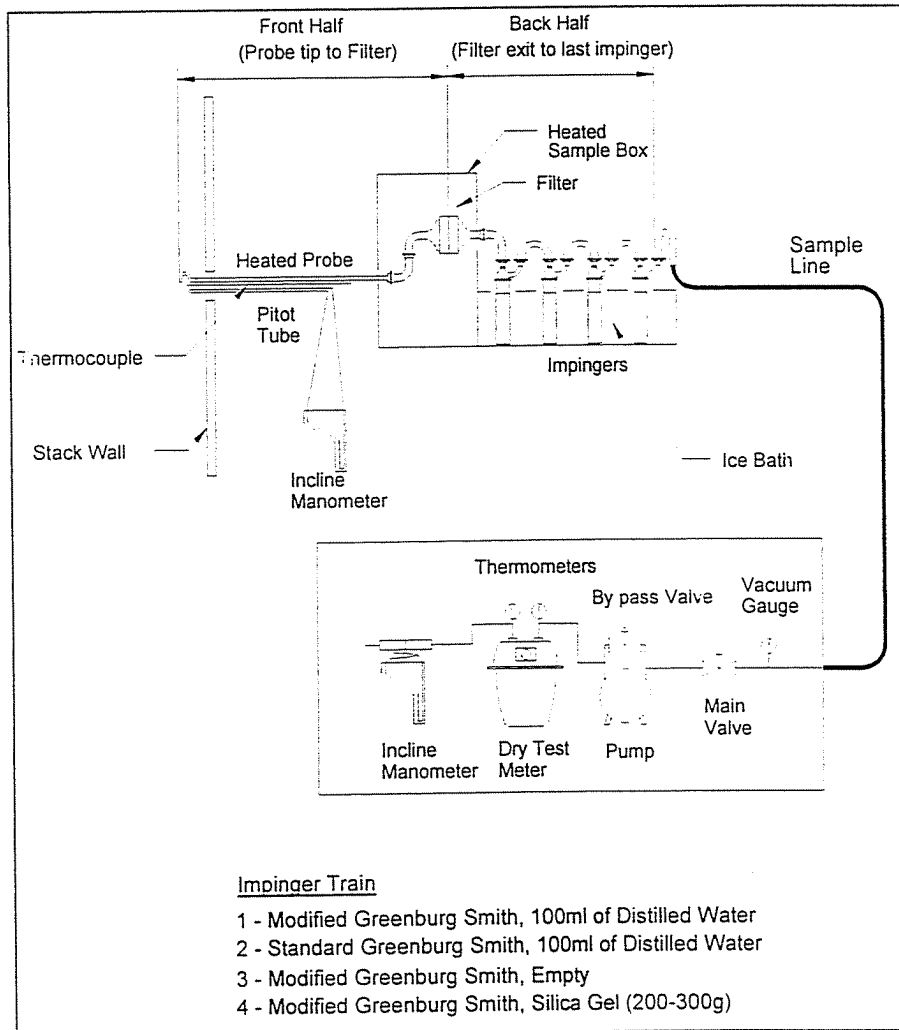 Front Half
(Probe tip to Filter)
Back Half
(Filter exit to last impinger)
Heated
Sample Box
Filter
Heated Probe
Pitot
Tube
Thermocouple
Stack Wall
Incline
Manometer
Impingers
Sample
Line
Ice Bath
Thermometers
By pass Valve
Vacuum
Gauge
Incline
Manometer
Dry Test
Meter
Pump
Main
Valve
Impinger Train
1 - Modified Greenburg Smith, 100ml of Distilled Water
2 - Standard Greenburg Smith, 100ml of Distilled Water
3 - Modified Greenburg Smith, Empty
4 - Modified Greenburg Smith, Silica Gel (200-300g)